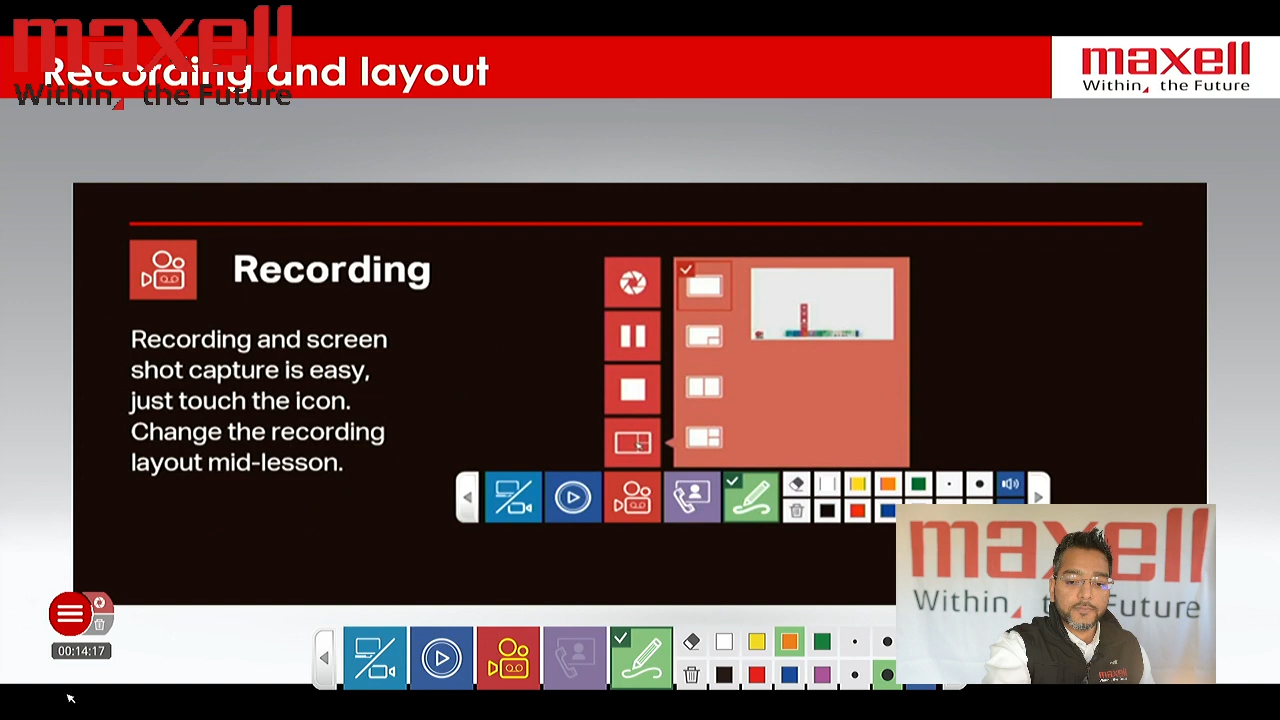 maxell
Within, the Future
Recording and layout
maxell
Within, the Future
Recording
Recording and screen
shot capture is easy,
just touch the icon.
Change the recording
layout mid-lesson.
maxell
Within, the Future
maxell
00:14:17